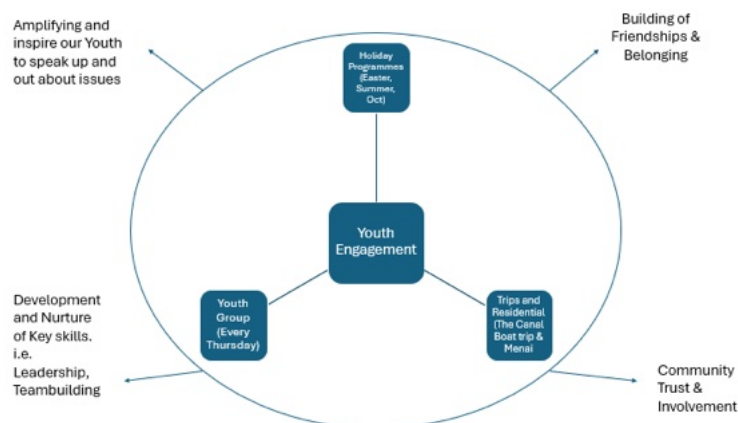 Amplifying and
inspire our Youth
to speak up and
out about issues
Building of
Friendships &
Belonging
Holiday
Programmes
(Easter,
Summer,
Oct)
Youth
Engagement
Youth
Group
(Every
Thursday)
Trips and
Residential
(The Canal
Boat trip &
Menai
Development
and Nurture
of Key skills.
i.e.
Leadership,
Teambuilding
Community
Trust &
Involvement